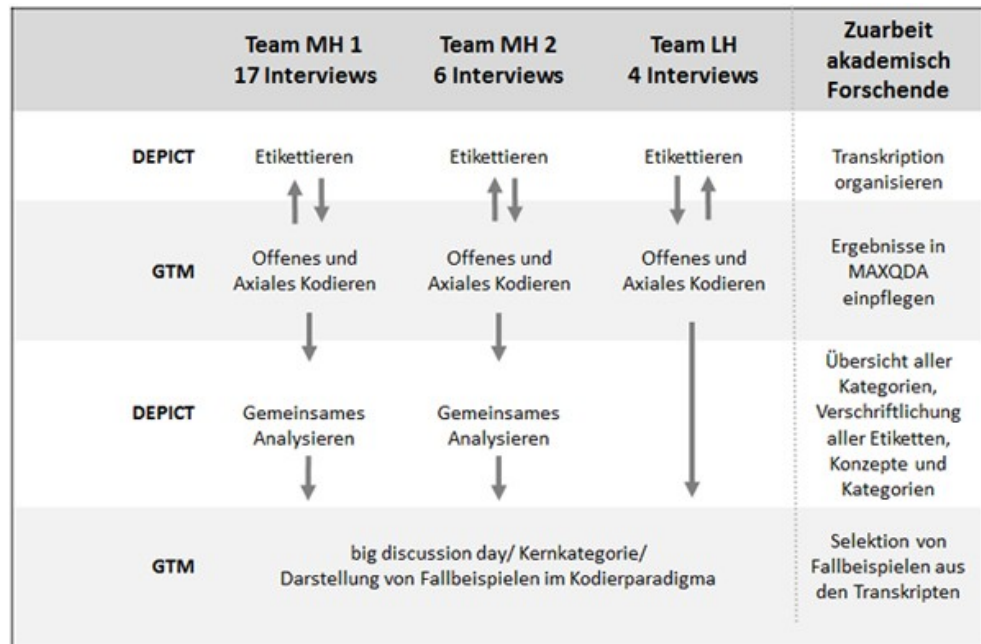 Team MH 1
17 Interviews
Team MH 2
6 Interviews
Team LH
4 Interviews
Zuarbeit
akademisch
Forschende
DEPICT
Etikettieren
Etikettieren
Etikettieren
Transkription
organisieren
GTM
Offenes und
Axiales Kodieren
Offenes und
Axiales Kodieren
Offenes und
Axiales Kodieren
Ergebnisse in
MAXQDA
einpflegen
DEPICT
Gemeinsames
Analysieren
Gemeinsames
Analysieren
Übersicht aller
Kategorien,
Verschriftlichung
aller Etiketten,
Konzepte und
Kategorien
GTM
big discussion day/ Kernkategorie/
Darstellung von Fallbeispielen im Kodierparadigma
Selektion von
Fallbeispielen aus
den Transkripten